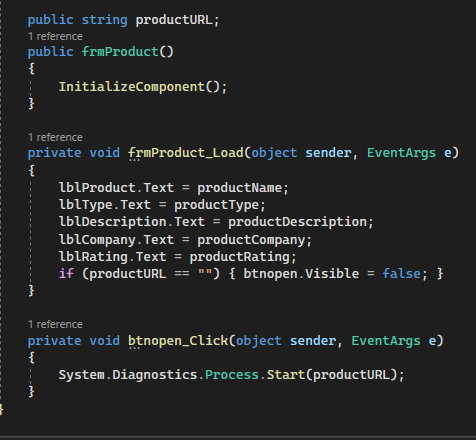 public string productURL;
1 reference
public frmProduct()
{
InitializeComponent();
}
1 reference
private void frmProduct_Load(object sender, EventArgs e)
{
lblProduct.Text = productName;
lblType.Text = productType;
lblDescription.Text = productDescription;
lblCompany.Text = productCompany;
lblRating.Text = productRating;
if (productURL == "") { btnopen.Visible = false; }
}
1 reference
private void btnopen_Click(object sender, EventArgs e)
{
System.Diagnostics.Process.Start(productURL);
}
}